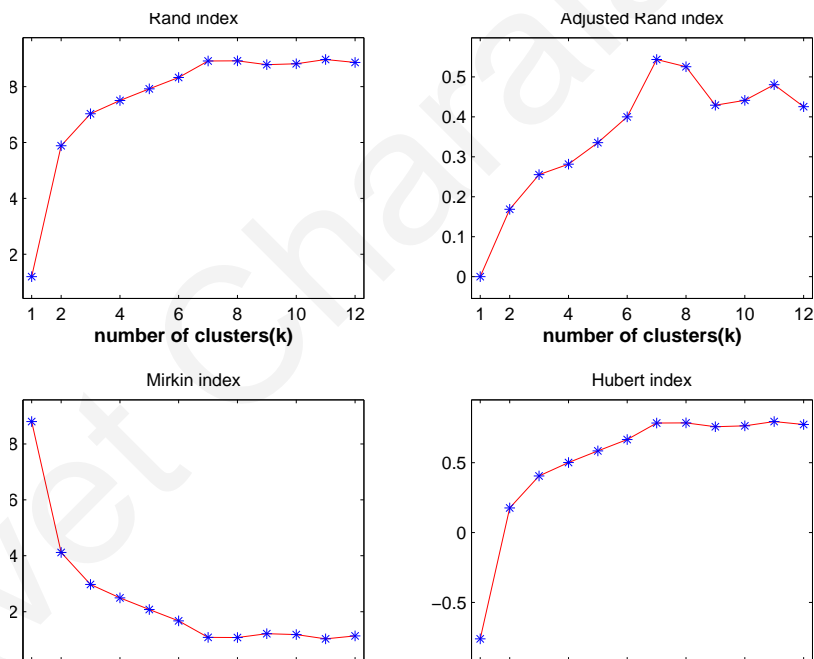 Rand index
8
6
4
2
1 2 4 6 8 10 12
number of clusters(k)
Adjusted Rand index
0.5
0.4
0.3
0.2
0.1
0
1 2 4 6 8 10 12
number of clusters(k)
Mirkin index
8
6
4
2
Hubert index
0.5
0
−0.5